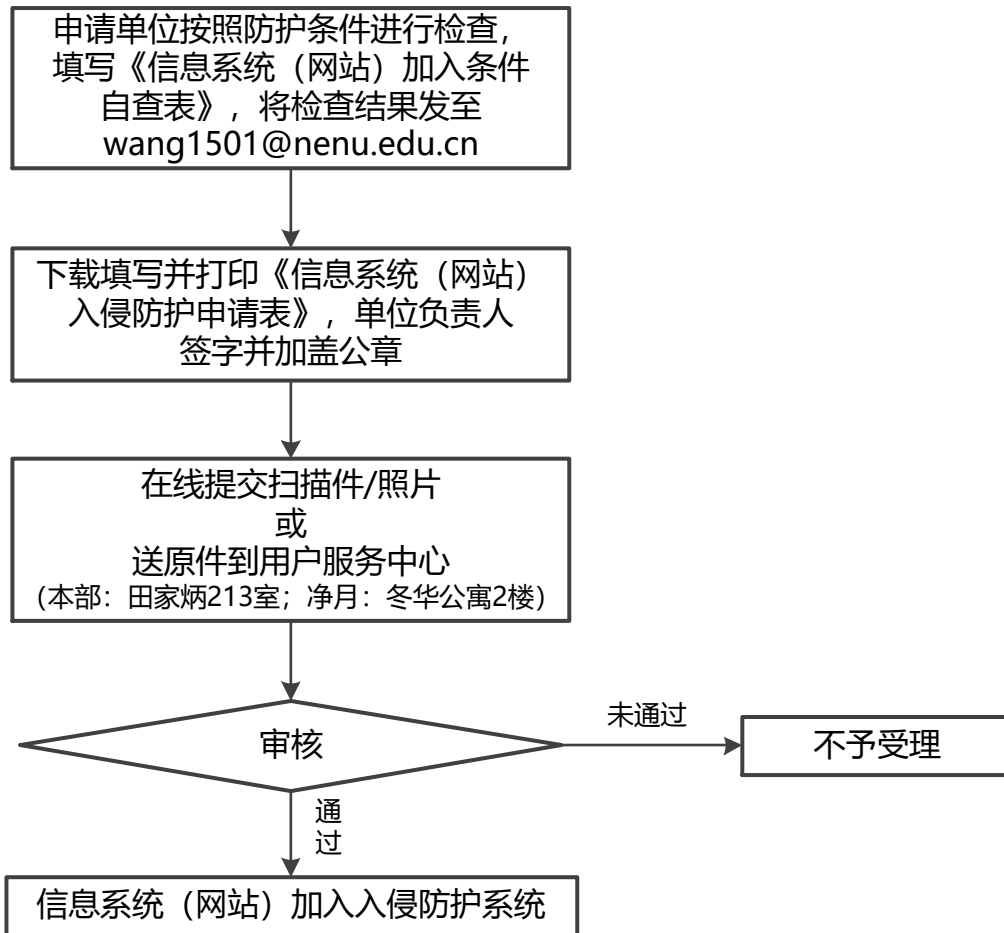 申请单位按照防护条件进行检查，
填写《信息系统（网站）加入条件
自查表》，将检查结果发至
wang1501@nenu.edu.cn
下载填写并打印《信息系统（网站）
入侵防护申请表》，单位负责人
签字并加盖公章
在线提交扫描件/照片
或
送原件到用户服务中心
（本部：田家炳213室；净月：冬华公寓2楼）
审核
未通过
不予受理
通
过
信息系统（网站）加入入侵防护系统